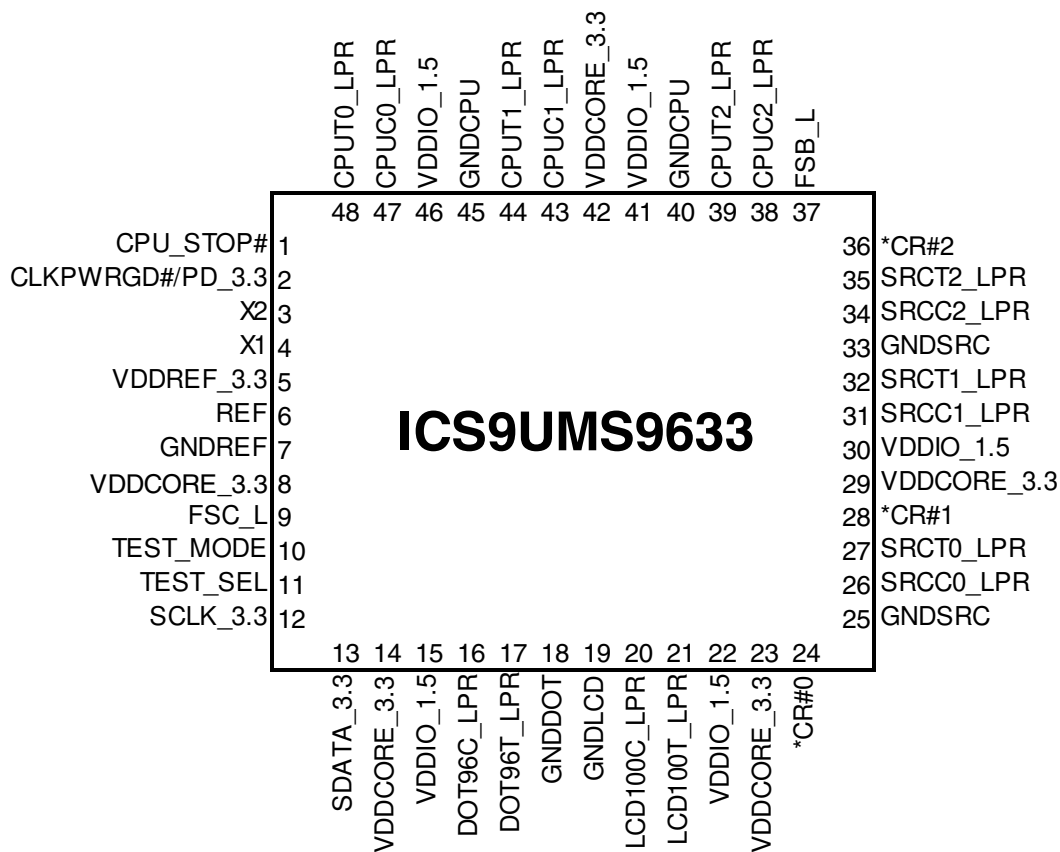 CPUT0_LPR
CPUC0_LPR
VDDIO_1.5
GNDCPU
CPUT1_LPR
CPUC1_LPR
VDDCORE_3.3
VDDIO_1.5
GNDCPU
CPUT2_LPR
CPUC2_LPR
FSB_L
48 47 46 45 44 43 42 41 40 39 38 37
CPU_STOP# 1
CLKPWRGD#/PD_3.3 2
X2 3
X1 4
VDDREF_3.3 5
REF 6
GNDREF 7
VDDCORE_3.3 8
FSC_L 9
TEST_MODE 10
TEST_SEL 11
SCLK_3.3 12
ICS9UMS9633
36 *CR#2
35 SRCT2_LPR
34 SRCC2_LPR
33 GNDSRC
32 SRCT1_LPR
31 SRCC1_LPR
30 VDDIO_1.5
29 VDDCORE_3.3
28 *CR#1
27 SRCT0_LPR
26 SRCC0_LPR
25 GNDSRC
13 14 15 16 17 18 19 20 21 22 23 24
SDATA_3.3
VDDCORE_3.3
VDDIO_1.5
DOT96C_LPR
DOT96T_LPR
GNDDOT
GNDLCD
LCD100C_LPR
LCD100T_LPR
VDDIO_1.5
VDDCORE_3.3
*CR#0